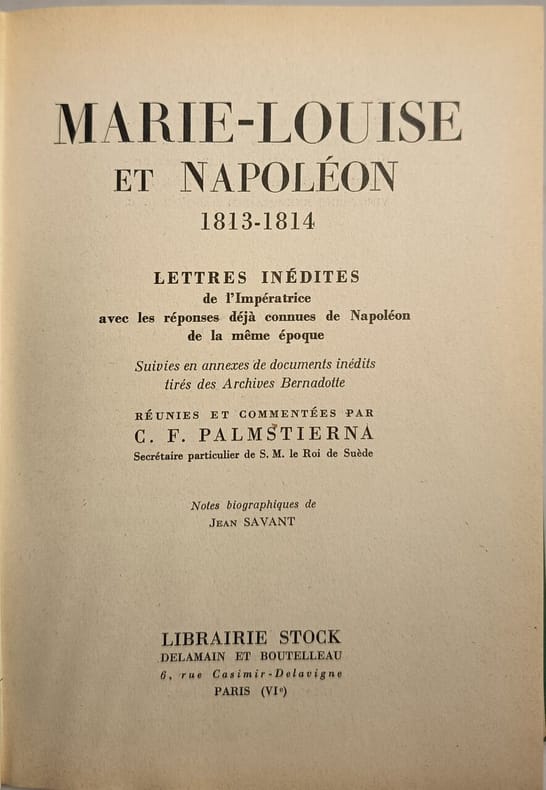 MARIE-LOUISE
ET NAPOLÉON
1813-1814
LETTRES INÉDITES
de l'Impératrice
avec les réponses déjà connues de Napoléon
de la même époque
Suivies en annexes de documents inédits
tirés des Archives Bernadotte
RÉUNIES ET COMMENTÉES PAR
C. F. PALMSTIERNA
Secrétaire particulier de S. M. le Roi de Suède
Notes biographiques de
JEAN SAVANT
LIBRAIRIE STOCK
DELAMAIN ET BOUTELLEAU
6, rue Casimir-Delavigne
PARIS (VIe)